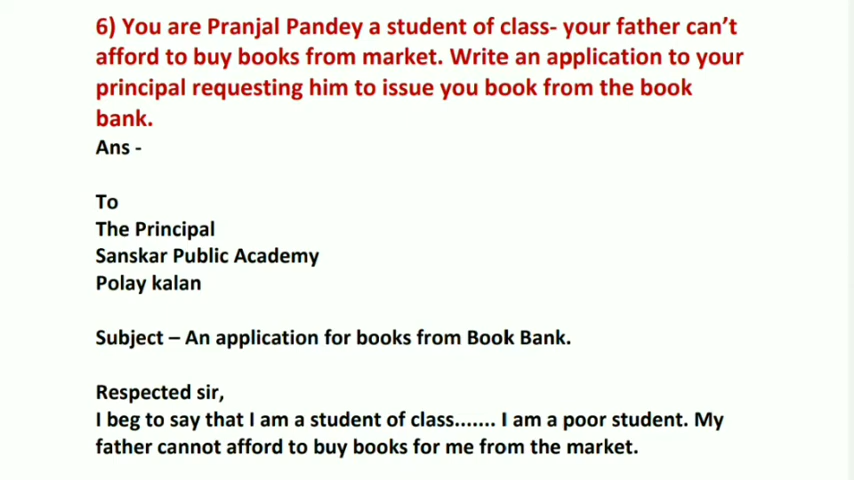 6) You are Pranjal Pandey a student of class- your father can't
afford to buy books from market. Write an application to your
principal requesting him to issue you book from the book
bank.
Ans -
To
The Principal
Sanskar Public Academy
Polay kalan
Subject – An application for books from Book Bank.
Respected sir,
I beg to say that I am a student of class....... I am a poor student. My
father cannot afford to buy books for me from the market.